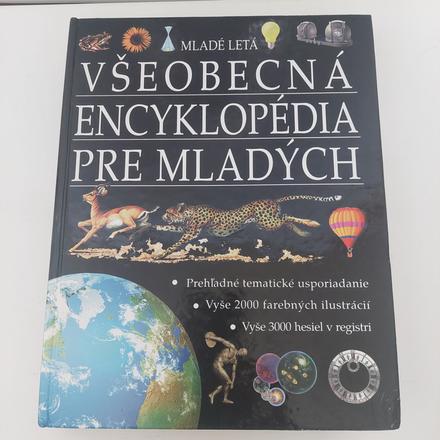 MLADÉ LETÁ
VŠEOBECNÁ
ENCYKLOPÉDIA
PRE MLADÝCH
• Prehľadné tematické usporiadanie
• Vyše 2000 farebných ilustrácií
• Vyše 3000 hesiel v registri